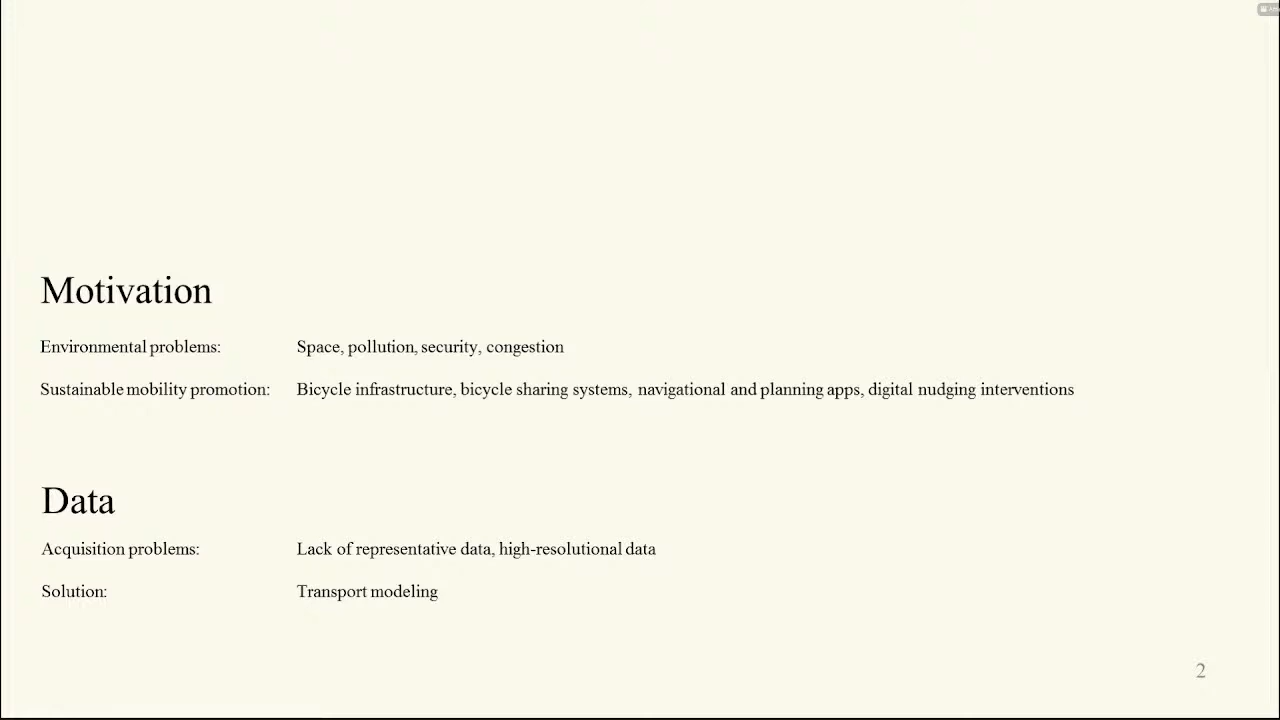 Motivation
Environmental problems: Space, pollution, security, congestion
Sustainable mobility promotion: Bicycle infrastructure, bicycle sharing systems, navigational and planning apps, digital nudging interventions
Data
Acquisition problems: Lack of representative data, high-resolutional data
Solution: Transport modeling
2